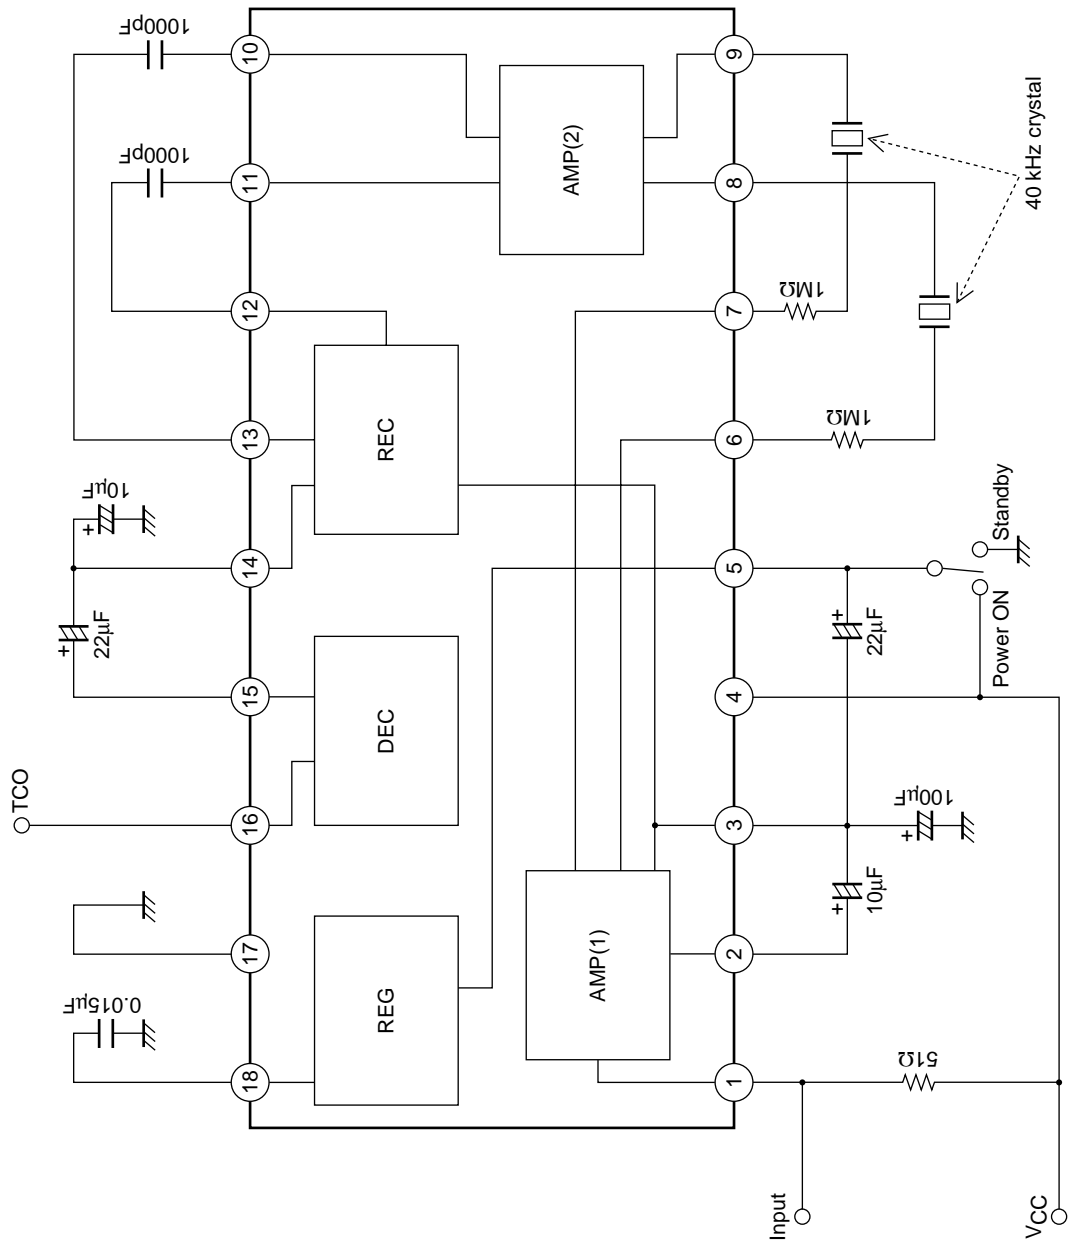 1000pF
10
9
1000pF
11
AMP(2)
8
40 kHz crystal
12
7
1MΩ
13
REC
6
1MΩ
10µF
+
14
5
Standby
22µF
+
22µF
+
Power ON
15
DEC
4
TCO
16
3
100µF
+
10µF
+
17
AMP(1)
2
0.015µF
REG
18
1
51Ω
Input
VCC